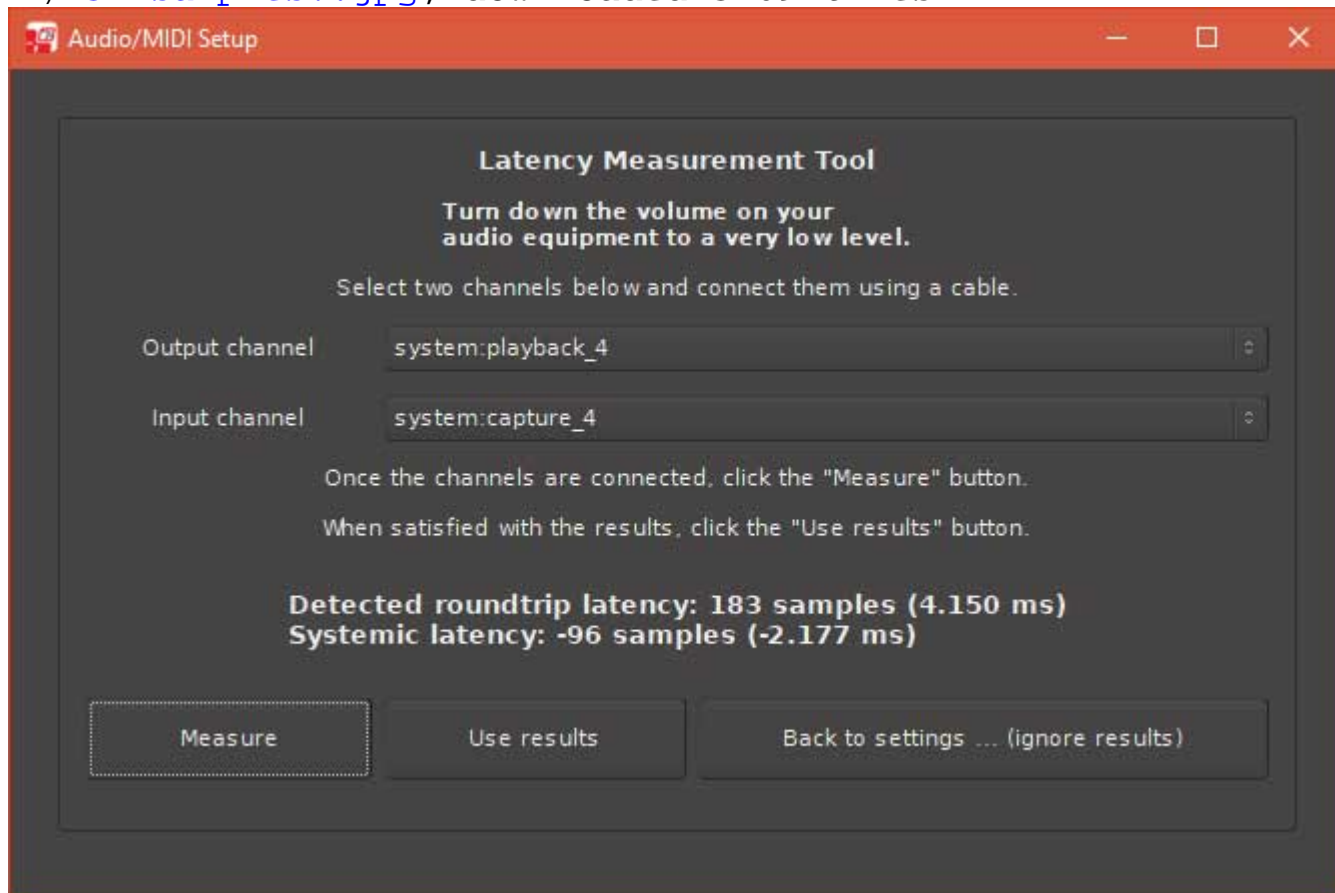 Audio/MIDI Setup
Latency Measurement Tool
Turn down the volume on your
audio equipment to a very low level.
Select two channels below and connect them using a cable.
Output channel system:playback_4
Input channel system:capture_4
Once the channels are connected, click the "Measure" button.
When satisfied with the results, click the "Use results" button.
Detected roundtrip latency: 183 samples (4.150 ms)
Systemic latency: -96 samples (-2.177 ms)
Measure Use results Back to settings ... (ignore results)